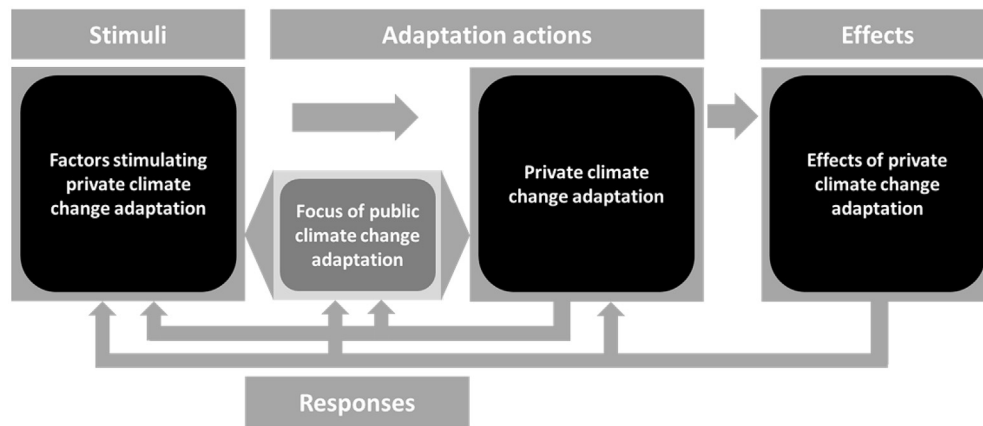 Stimuli
Adaptation actions
Effects
Factors stimulating
private climate
change adaptation
Focus of public
climate change
adaptation
Private climate
change adaptation
Effects of private
climate change
adaptation
Responses